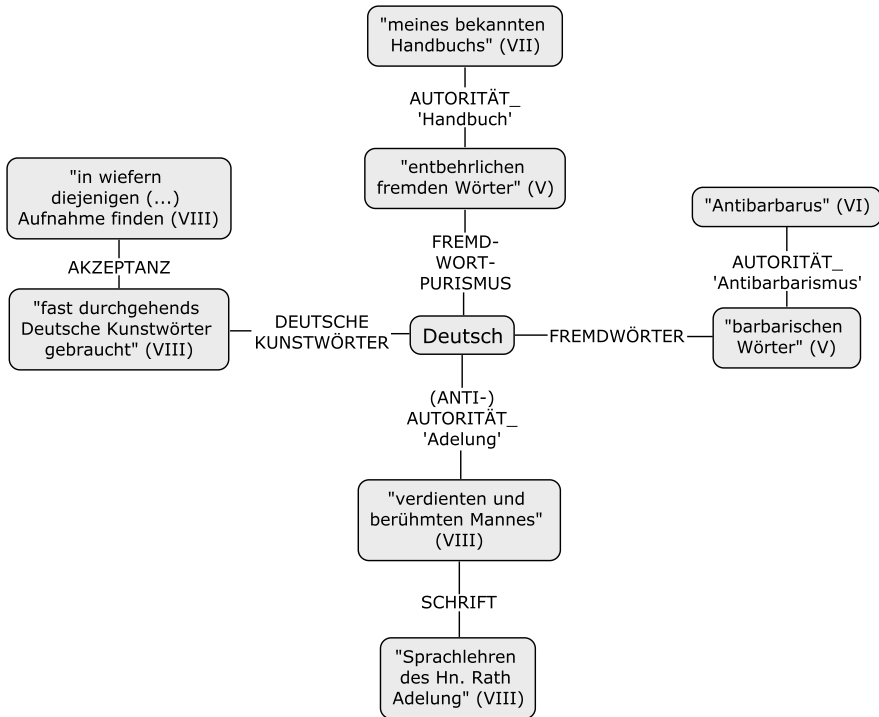 "meines bekannten
Handbuchs" (VII)
AUTORITÄT_
'Handbuch'
"entbehrlichen
fremden Wörter" (V)
"in wiefern
diejenigen (...)
Aufnahme finden (VIII)
"Antibarbarus" (VI)
FREMD-
WORT-
PURISMUS
AKZEPTANZ
AUTORITÄT_
'Antibarbarismus'
"fast durchgehends
Deutsche Kunstwörter
gebraucht" (VIII)
DEUTSCHE
KUNSTWÖRTER
Deutsch
FREMDWÖRTER
"barbarischen
Wörter" (V)
(ANTI-)
AUTORITÄT_
'Adelung'
"verdienten und
berühmten Mannes"
(VIII)
SCHRIFT
"Sprachlehren
des Hn. Rath
Adelung" (VIII)